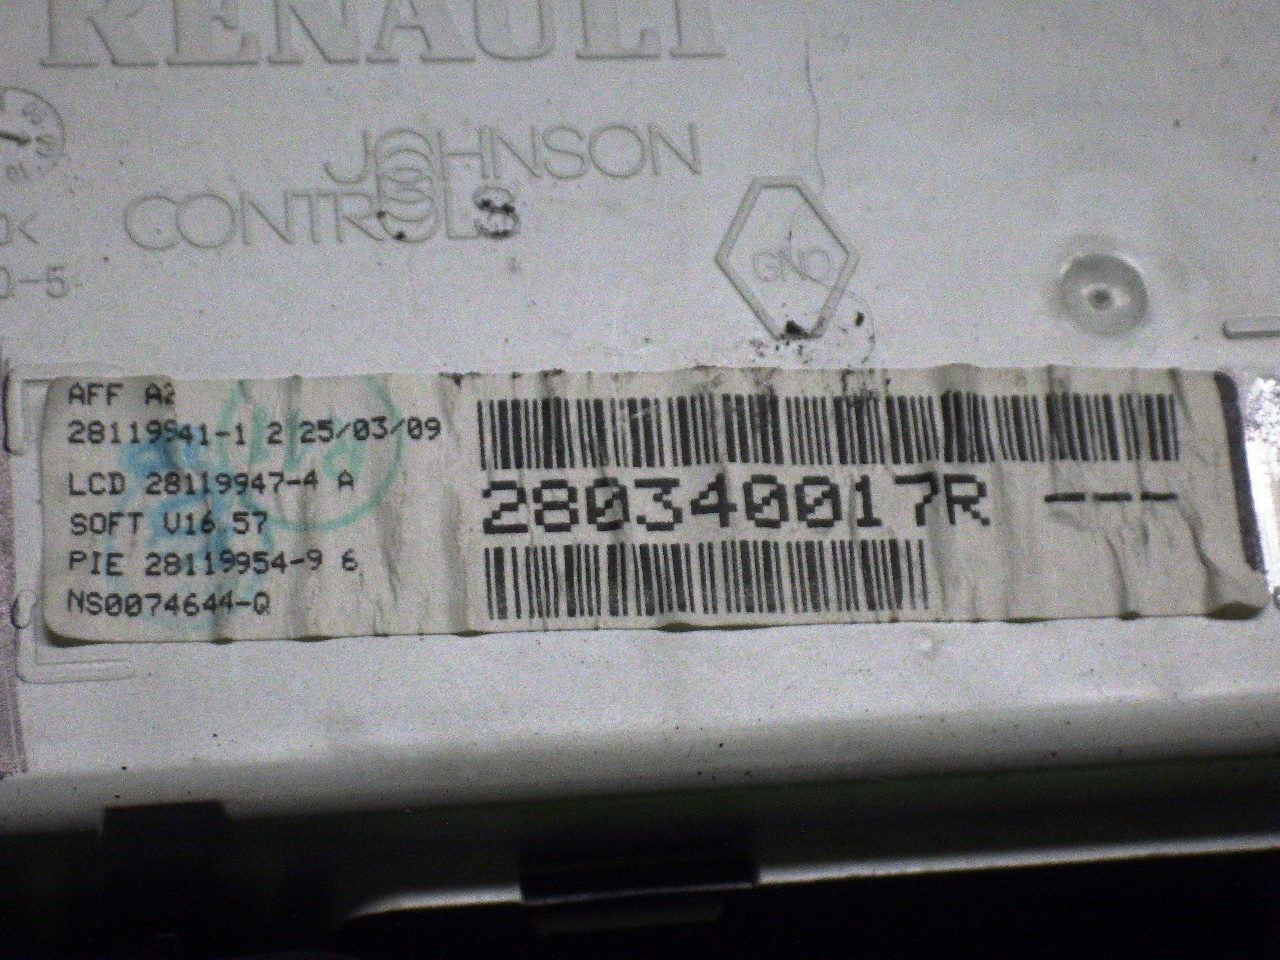 RENAULT
JOHNSON
CONTROLS
GNO
AFF A2
28119941-1 2 25/03/09
LCD 28119947-4 A
SOFT V16.57
PIE 28119954-9 6
NS0074644-Q
280340017R ---